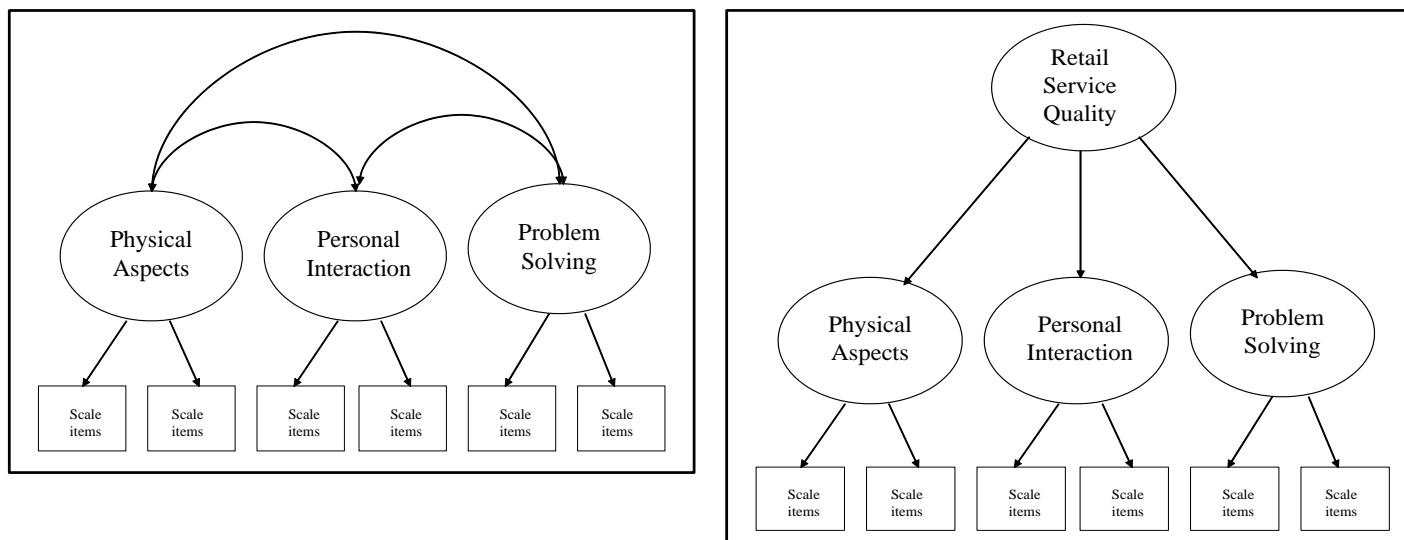 Physical
Aspects
Personal
Interaction
Problem
Solving
Scale
items
Scale
items
Scale
items
Scale
items
Scale
items
Scale
items
Retail
Service
Quality
Physical
Aspects
Personal
Interaction
Problem
Solving
Scale
items
Scale
items
Scale
items
Scale
items
Scale
items
Scale
items